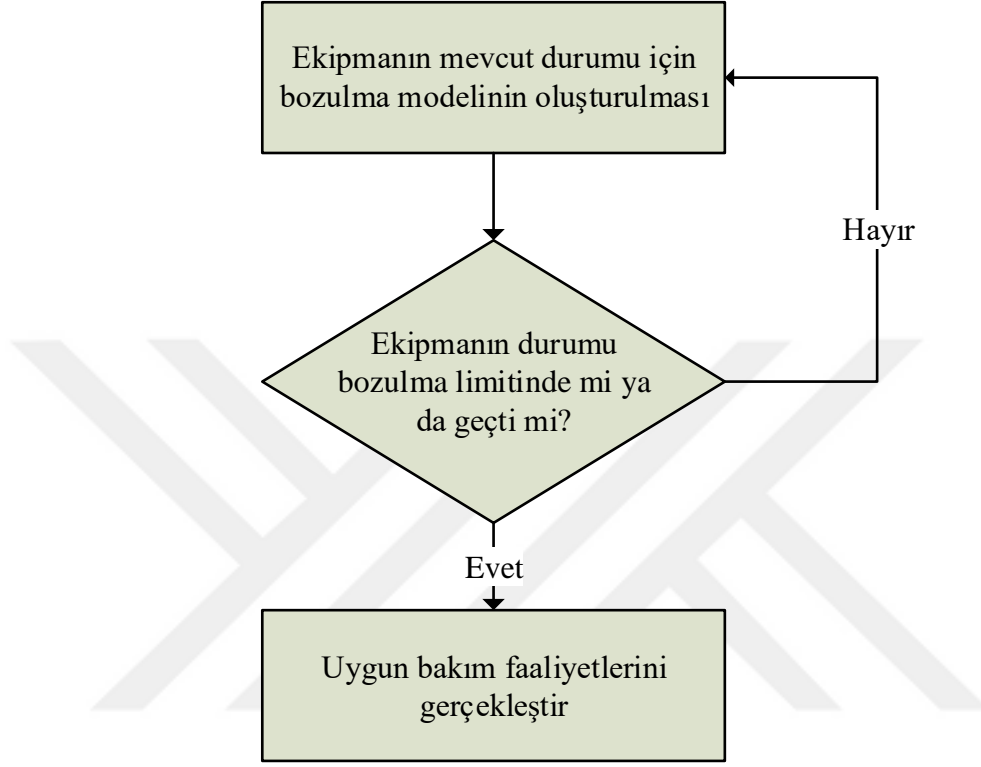 Ekipmanın mevcut durumu için
bozulma modelinin oluşturulması
Hayır
Ekipmanın durumu
bozulma limitinde mi ya
da geçti mi?
Evet
Uygun bakım faaliyetlerini
gerçekleştir